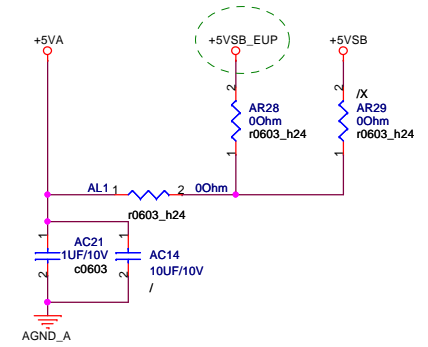 +5VA
+5VSB_EUP
+5VSB
2
2
/X
AR28
AR29
0Ohm
0Ohm
r0603_h24
r0603_h24
1
1
AL1
1
2
0Ohm
r0603_h24
1
1
AC21
1UF/10V
AC14
c0603
10UF/10V
2
2
/
AGND_A